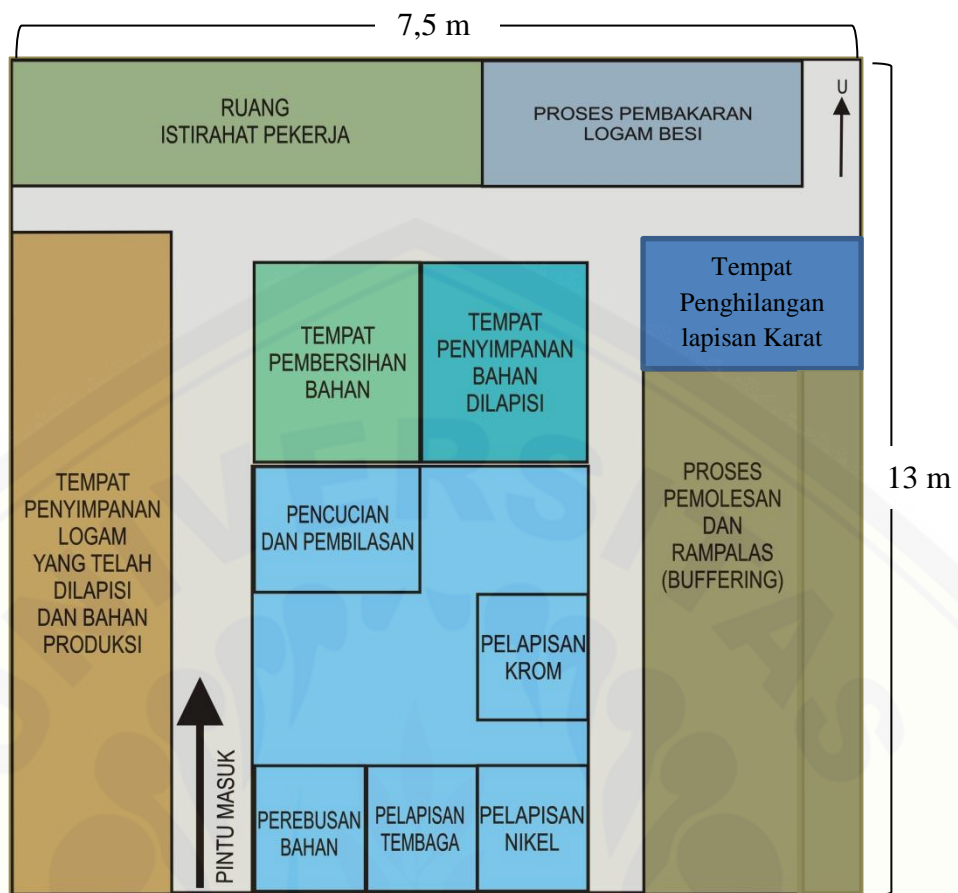 7,5 m
RUANG
ISTIRAHAT PEKERJA
PROSES PEMBAKARAN
LOGAM BESI
U
Tempat
Penghilangan
lapisan Karat
TEMPAT
PEMBERSIHAN
BAHAN
TEMPAT
PENYIMPANAN
BAHAN
DILAPISI
TEMPAT
PENYIMPANAN
LOGAM
YANG TELAH
DILAPISI
DAN BAHAN
PRODUKSI
PENCUCIAN
DAN PEMBILASAN
PROSES
PEMOLESAN
DAN
RAMPALAS
(BUFFERING)
13 m
PELAPISAN
KROM
PINTU MASUK
PEREBUSAN
BAHAN
PELAPISAN
TEMBAGA
PELAPISAN
NIKEL
UNIVERSITAS